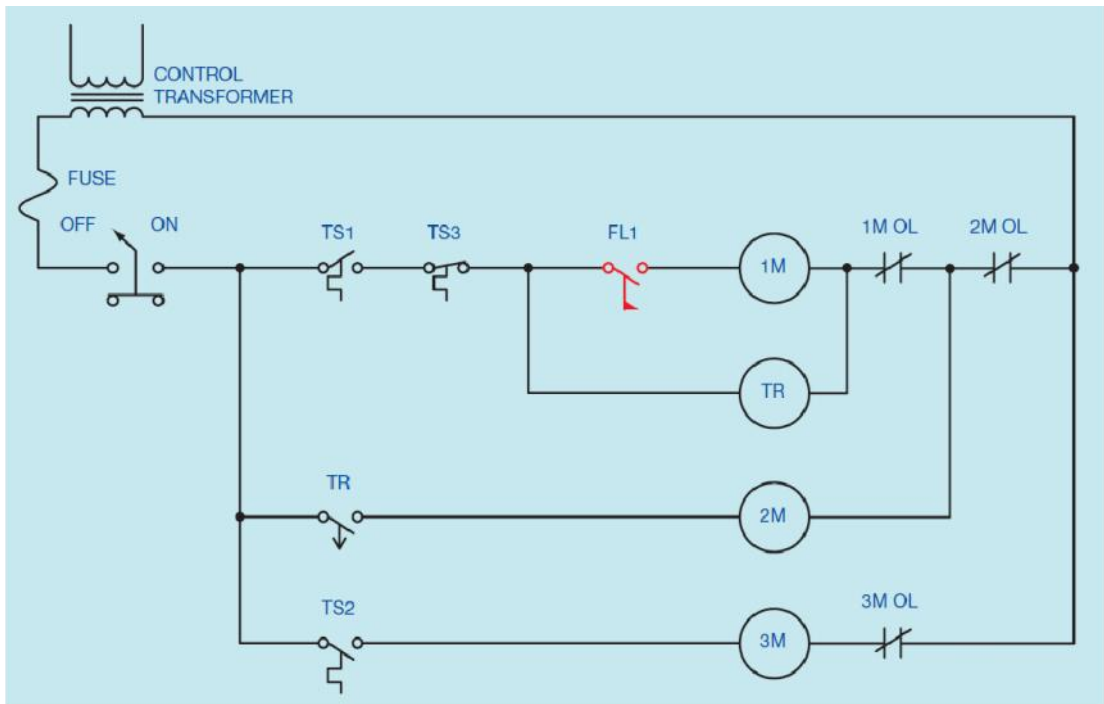 CONTROL
TRANSFORMER
FUSE
OFF
ON
TS1
TS3
FL1
1M OL
2M OL
1M
TR
TR
2M
TS2
3M OL
3M